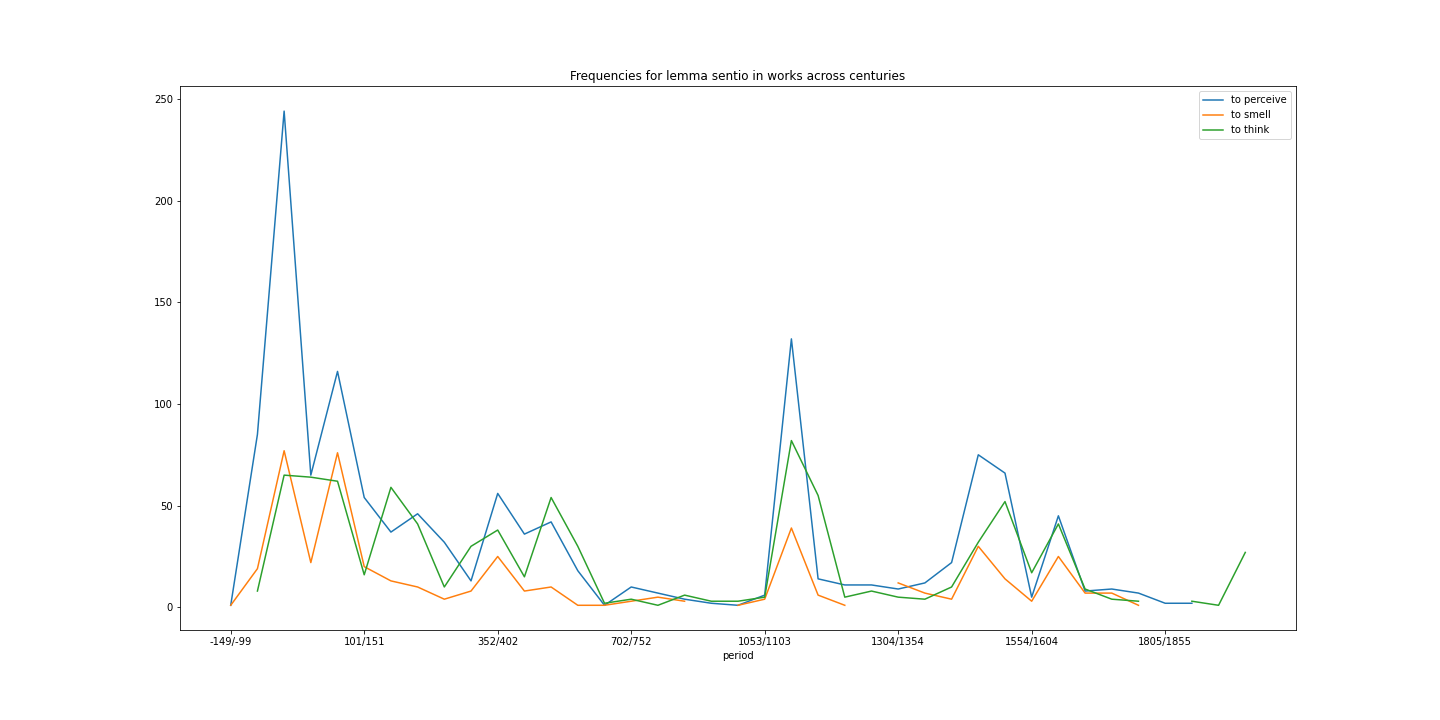 Frequencies for lemma sentio in works across centuries
to perceive
to smell
to think
250
200
150
100
50
0
-149/-99 101/151 352/402 702/752 1053/1103 1304/1354 1554/1604 1805/1855
period